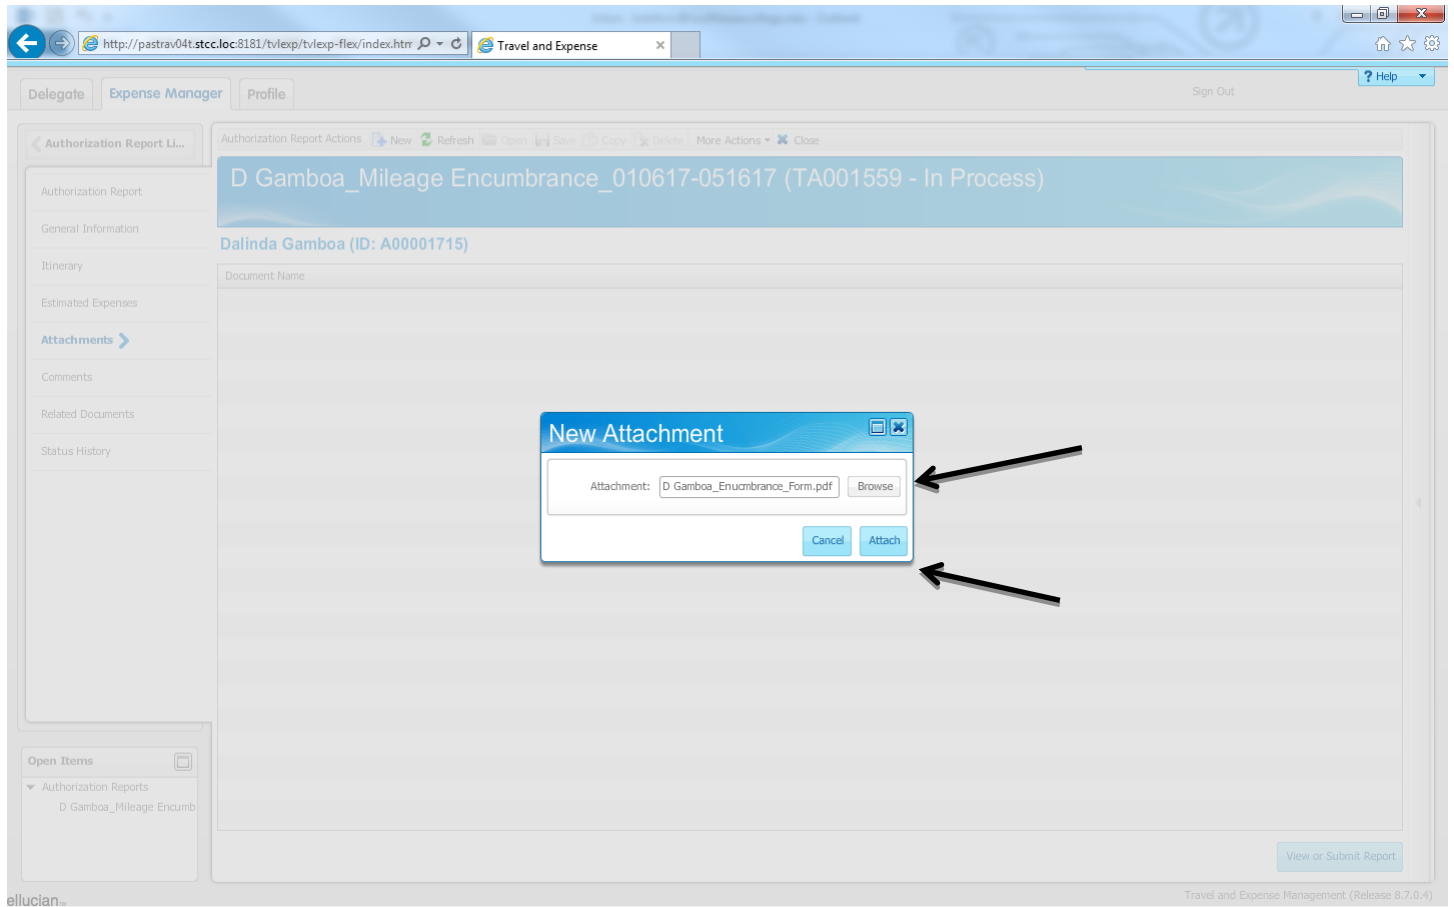 http://pastrav04t.stcc.loc:8181/tvlexp/tvlexp-flex/index.htm
Travel and Expense
? Help
Delegate
Expense Manager
Profile
Sign Out
Authorization Report Li...
Authorization Report Actions New Refresh Open Save Copy Delete More Actions Close
D Gamboa_Mileage Encumbrance_010617-051617 (TA001559 - In Process)
Authorization Report
General Information
Dalinda Gamboa (ID: A00001715)
Itinerary
Document Name
Estimated Expenses
Attachments
Comments
Related Documents
Status History
New Attachment
Attachment: D Gamboa_Enucmbrance_Form.pdf Browse
Cancel Attach
Open Items
Authorization Reports
D Gamboa_Mileage Encumb
View or Submit Report
Travel and Expense Management (Release 8.7.0.4)
ellucian™